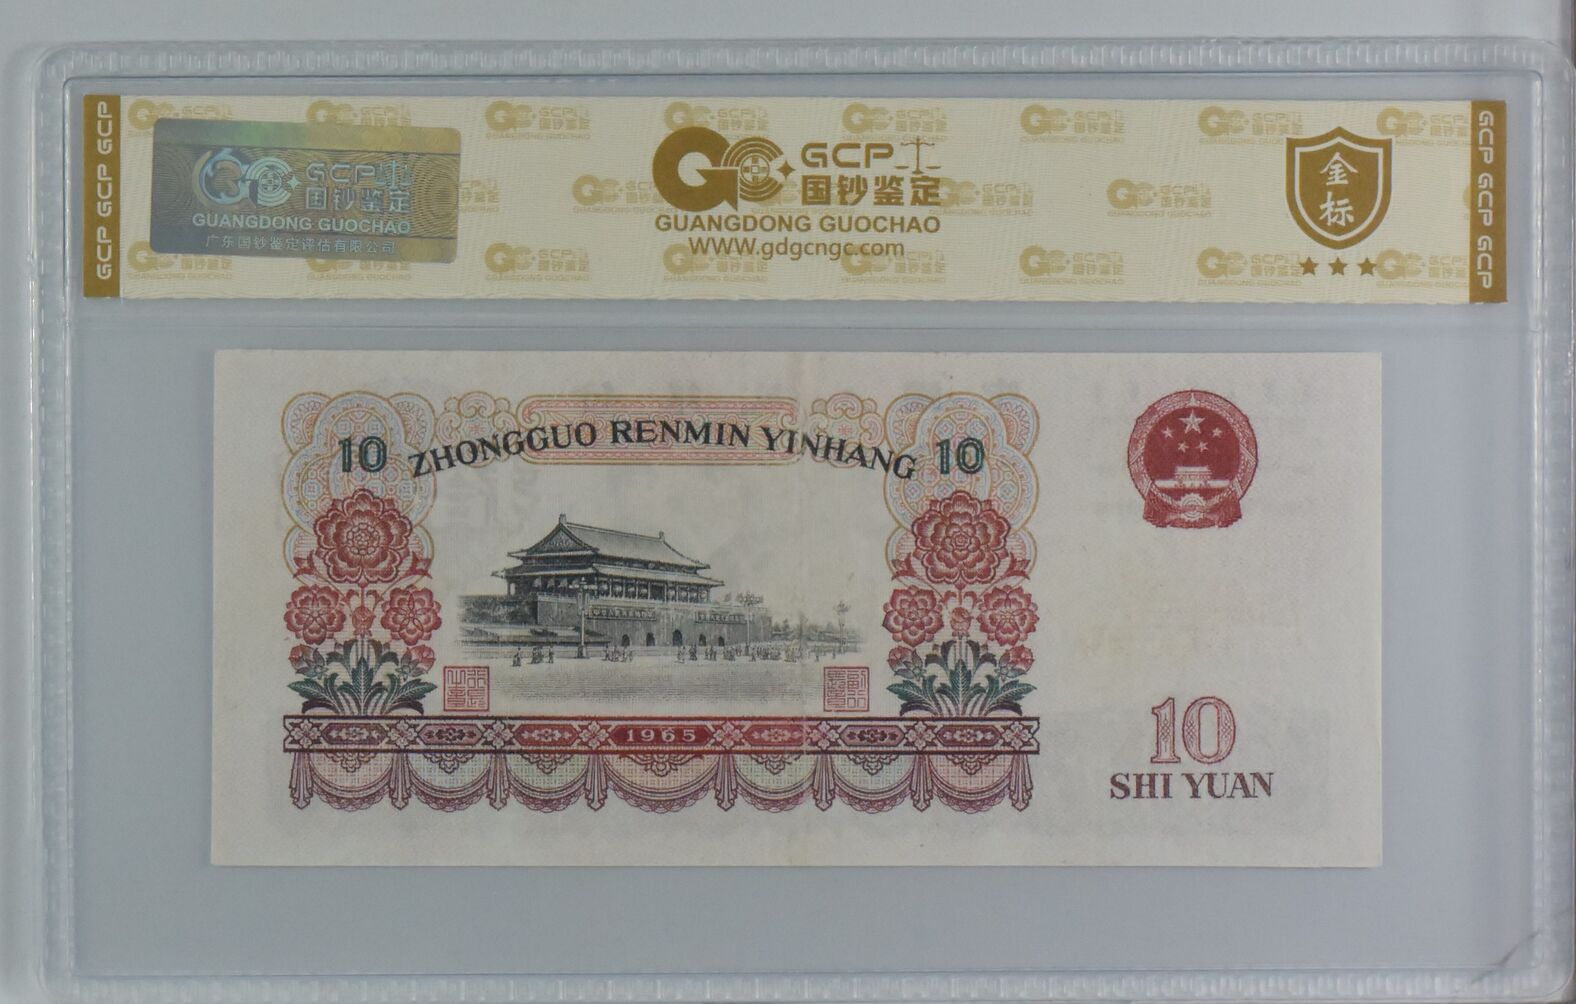 GCP GCP GCP
GCP
国钞鉴定
GUANGDONG GUOCHAO
广东国钞鉴定评估有限公司
GCP
国钞鉴定
GUANGDONG GUOCHAO
WWW.gdgcngc.com
金标
GCP GCP GCP
10 ZHONGGUO RENMIN YINHANG 10
1965
10
SHI YUAN